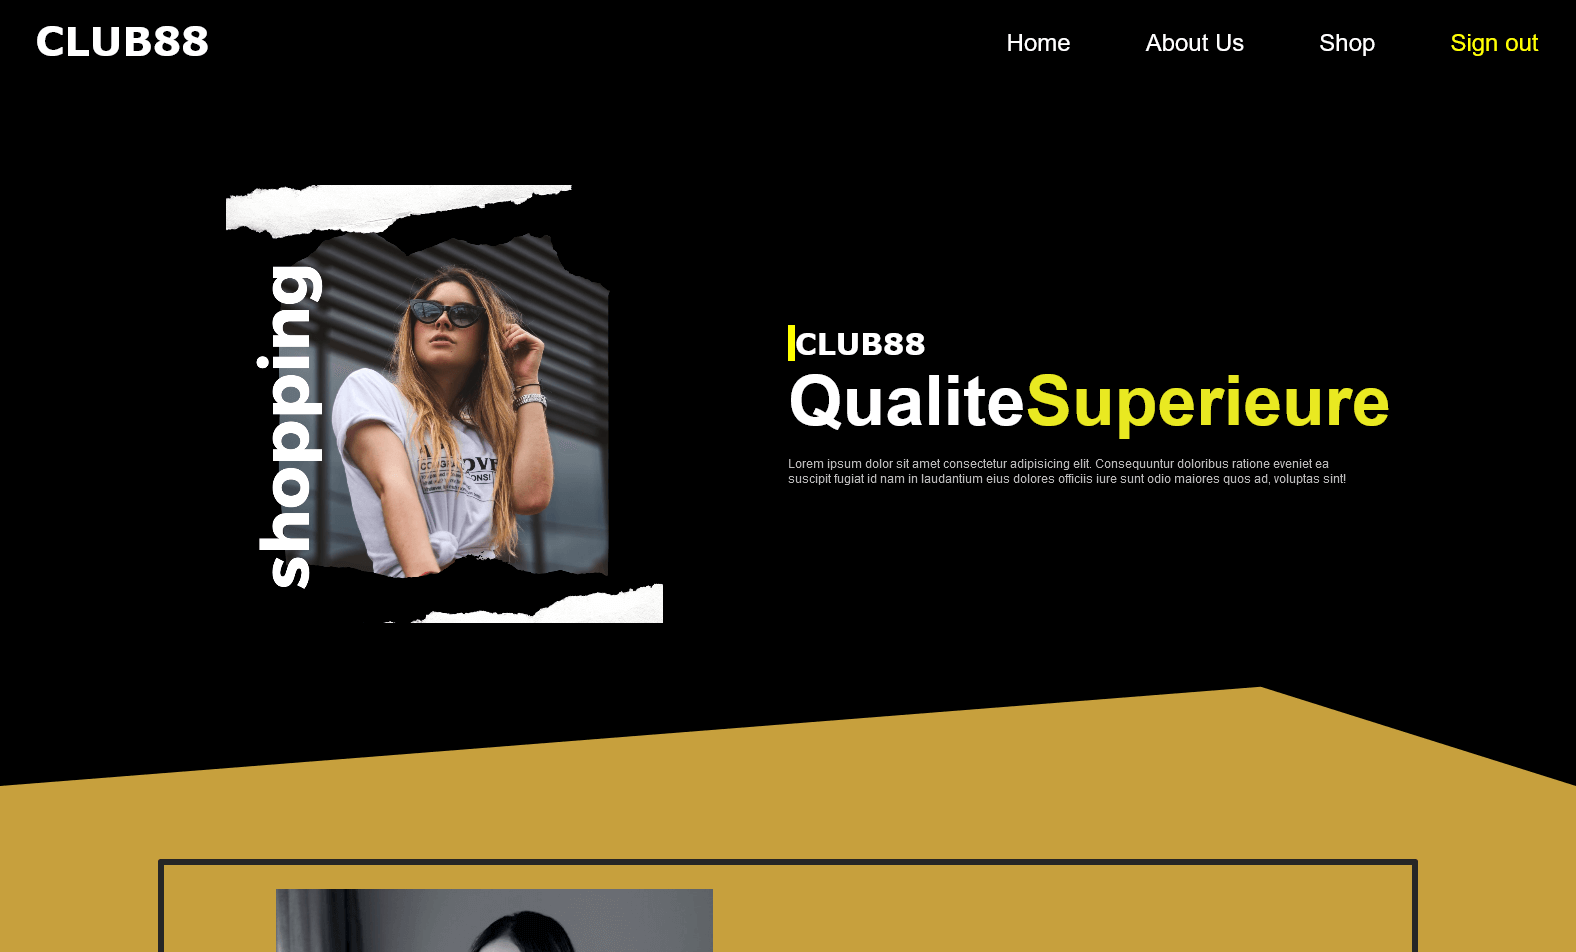 CLUB88
Home
About Us
Shop
Sign out
shopping
CLUB88
QualiteSuperieure
Lorem ipsum dolor sit amet consectetur adipisicing elit. Consequuntur doloribus ratione eveniet ea
suscipit fugiat id nam in laudantium eius dolores officiis iure sunt odio maiores quos ad, voluptas sint!